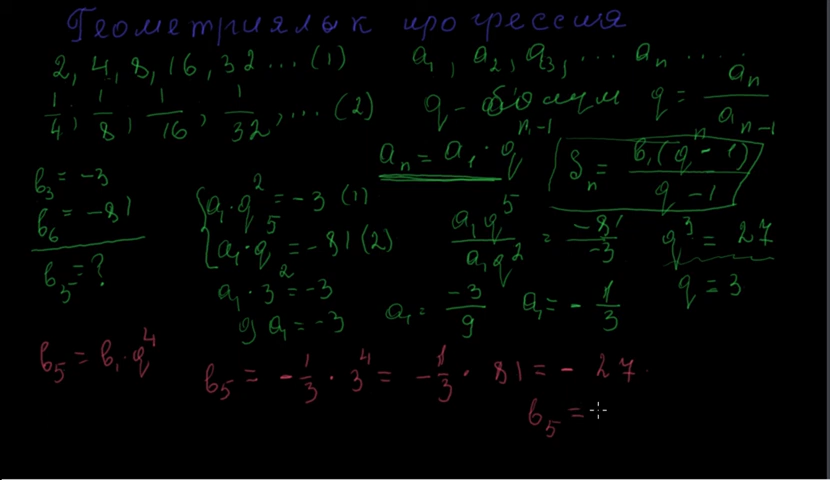 Геометриялык прогрессия
2, 4, 8, 16, 32 ... (1)
a₁, a₂, a₃, ... aₙ ...
1/4; 1/8, 1/16, 1/32, ... (2)
q - бөлүм q = aₙ/aₙ₋₁
aₙ = a₁ · qⁿ⁻¹
Sₙ = b₁(qⁿ - 1)/(q - 1)
b₃ = -3
b₆ = -81
b₅ = ?
a₁ · q² = -3 (1)
a₁ · q⁵ = -81 (2)
a₁q⁵/a₁q² = -81/-3
q³ = 27
q = 3
a₁ · 3² = -3
9a₁ = -3
a₁ = -3/9
a₁ = -1/3
b₅ = b₁ · q⁴
b₅ = -1/3 · 3⁴ = -1/3 · 81 = -27.
b₅ =